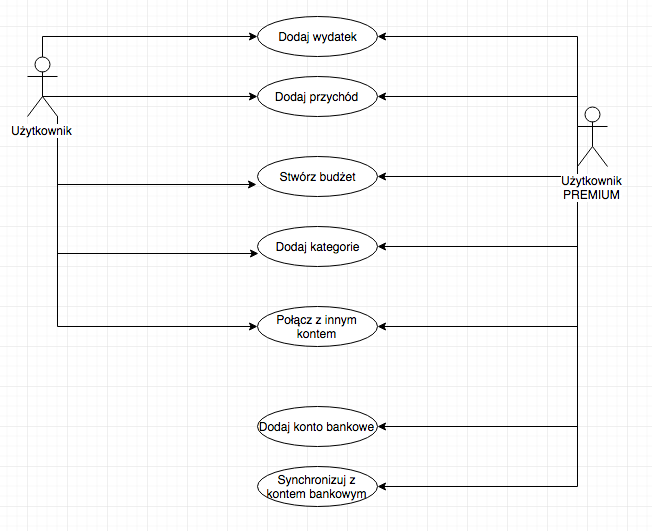 Dodaj wydatek
Dodaj przychód
Użytkownik
Stwórz budżet
Użytkownik
PREMIUM
Dodaj kategorie
Połącz z innym
kontem
Dodaj konto bankowe
Synchronizuj z
kontem bankowym